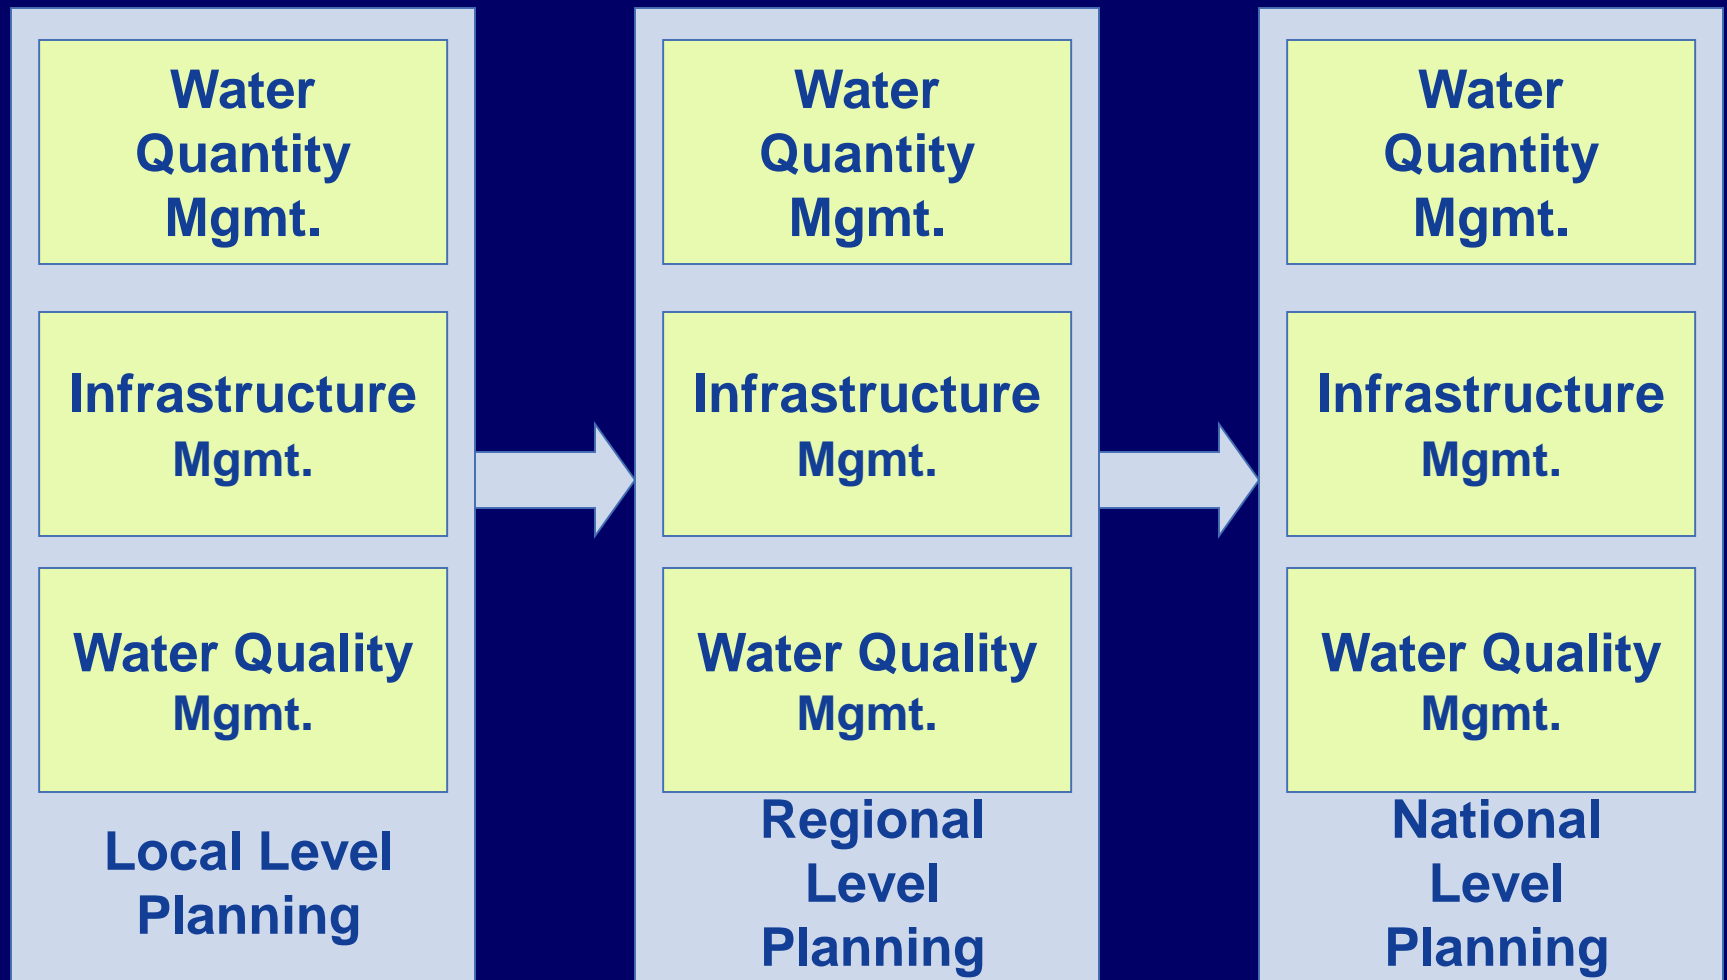 Water
Quantity
Mgmt.
Infrastructure
Mgmt.
Water Quality
Mgmt.
Local Level
Planning
Water
Quantity
Mgmt.
Infrastructure
Mgmt.
Water Quality
Mgmt.
Regional
Level
Planning
Water
Quantity
Mgmt.
Infrastructure
Mgmt.
Water Quality
Mgmt.
National
Level
Planning